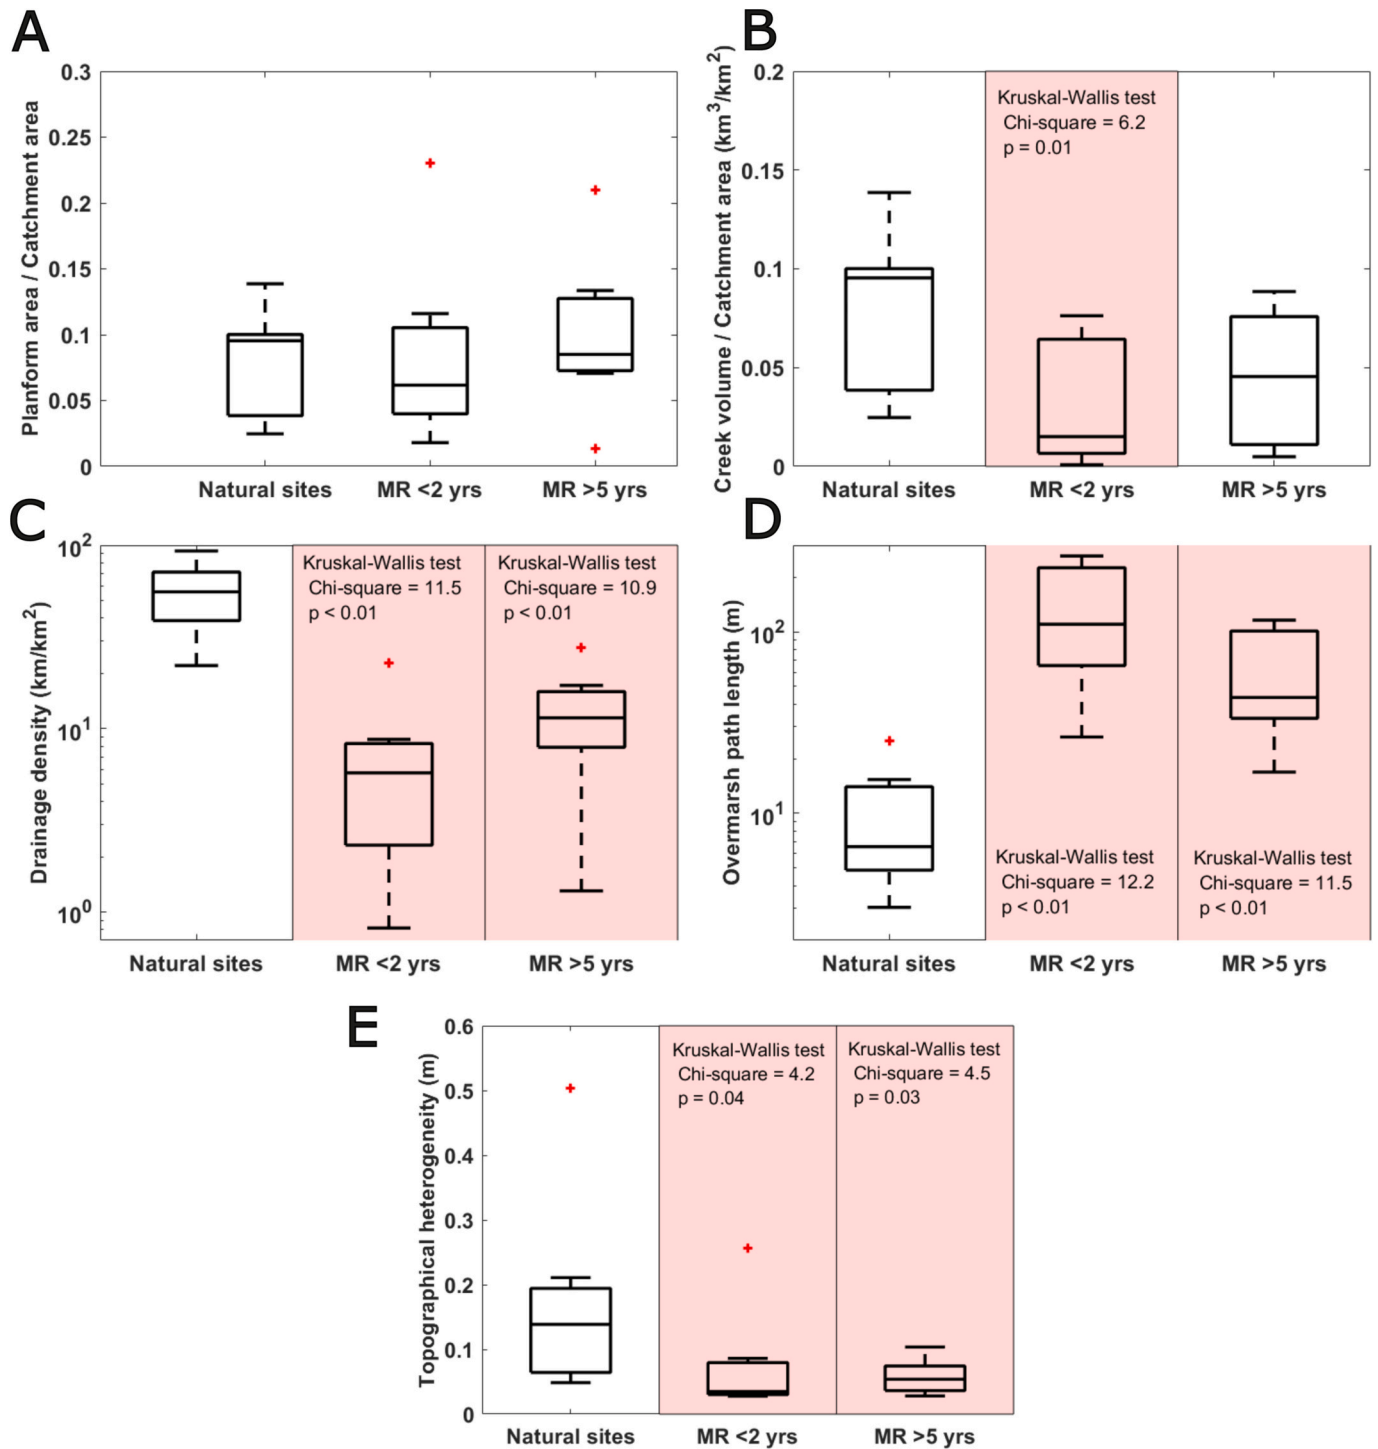 A
Planform area / Catchment area
0.3
0.25
0.2
0.15
0.1
0.05
0
Natural sites
MR <2 yrs
MR >5 yrs
B
Creek volume / Catchment area (km³/km²)
0.2
0.15
0.1
0.05
0
Kruskal-Wallis test
Chi-square = 6.2
p = 0.01
Natural sites
MR <2 yrs
MR >5 yrs
C
Drainage density (km/km²)
10²
10¹
10⁰
Kruskal-Wallis test
Chi-square = 11.5
p < 0.01
Kruskal-Wallis test
Chi-square = 10.9
p < 0.01
Natural sites
MR <2 yrs
MR >5 yrs
D
Overmarsh path length (m)
10²
10¹
Kruskal-Wallis test
Chi-square = 12.2
p < 0.01
Kruskal-Wallis test
Chi-square = 11.5
p < 0.01
Natural sites
MR <2 yrs
MR >5 yrs
E
Topographical heterogeneity (m)
0.6
0.5
0.4
0.3
0.2
0.1
0
Kruskal-Wallis test
Chi-square = 4.2
p = 0.04
Kruskal-Wallis test
Chi-square = 4.5
p = 0.03
Natural sites
MR <2 yrs
MR >5 yrs